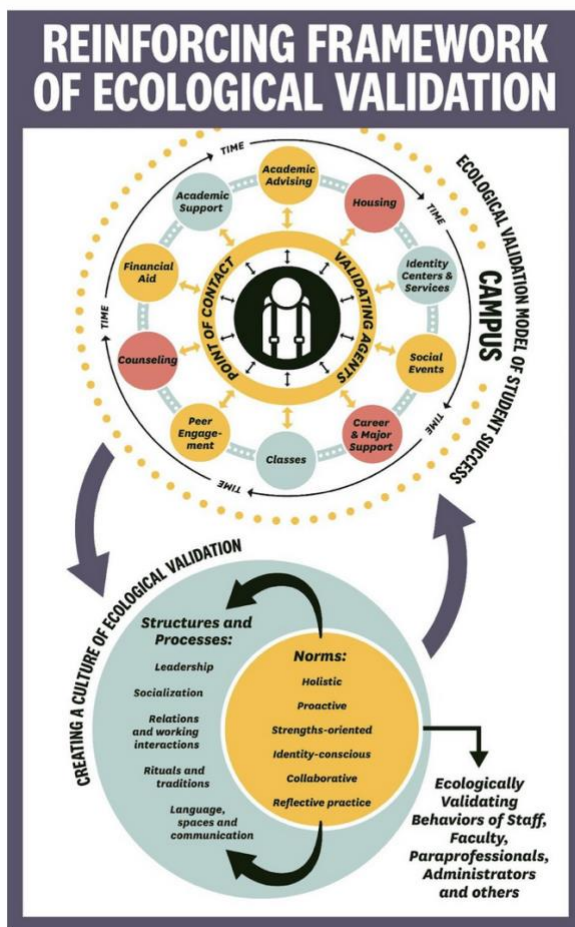 REINFORCING FRAMEWORK
OF ECOLOGICAL VALIDATION
ECOLOGICAL VALIDATION MODEL OF STUDENT SUCCESS
CAMPUS
TIME
TIME
TIME
TIME
TIME
TIME
Academic
Advising
Housing
Identity
Centers &
Services
Social
Events
Career
& Major
Support
Classes
Peer
Engage-
ment
Counseling
Financial
Aid
Academic
Support
POINT OF CONTACT
VALIDATING AGENTS
CREATING A CULTURE OF ECOLOGICAL VALIDATION
Structures and
Processes:
Leadership
Socialization
Relations
and working
interactions
Rituals and
traditions
Language,
spaces and
communication
Norms:
Holistic
Proactive
Strengths-oriented
Identity-conscious
Collaborative
Reflective practice
Ecologically
Validating
Behaviors of Staff,
Faculty,
Paraprofessionals,
Administrators
and others